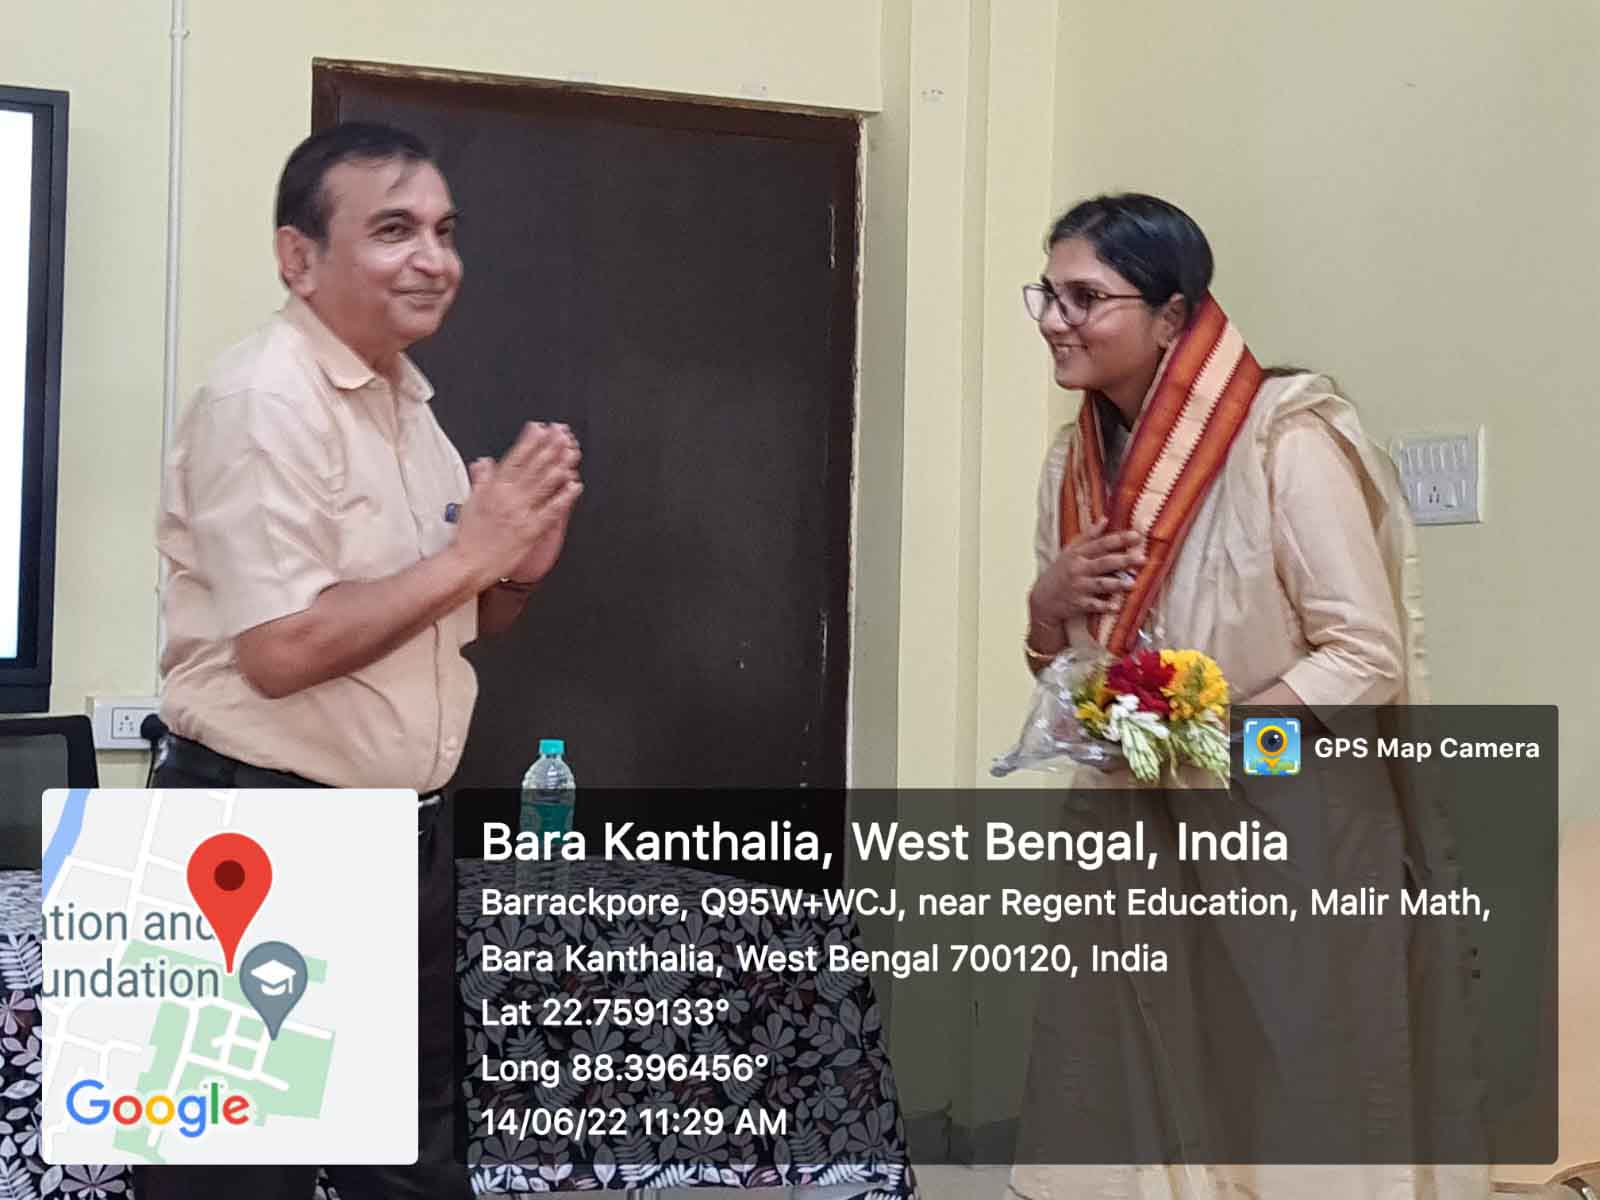 GPS Map Camera
Bara Kanthalia, West Bengal, India
Barrackpore, Q95W+WCJ, near Regent Education, Malir Math,
Bara Kanthalia, West Bengal 700120, India
Lat 22.759133°
Long 88.396456°
14/06/22 11:29 AM
ation and
undation
Google